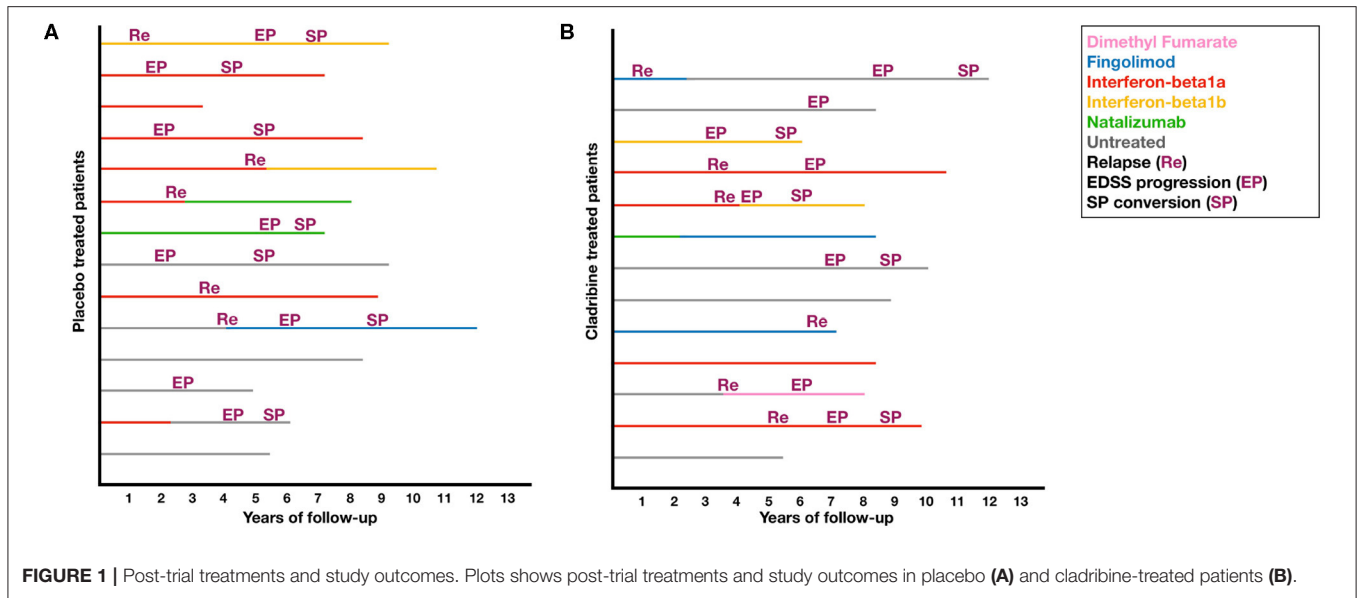 A
Re EP SP
EP SP
EP SP
Re
Re
EP SP
EP SP
Re
Re EP SP
EP
EP SP
Placebo treated patients
1 2 3 4 5 6 7 8 9 10 11 12 13
Years of follow-up
B
Re EP SP
EP
EP SP
Re EP
Re EP SP
EP SP
Re
Re EP
Re EP SP
Cladribine treated patients
1 2 3 4 5 6 7 8 9 10 11 12 13
Years of follow-up
Dimethyl Fumarate
Fingolimod
Interferon-beta1a
Interferon-beta1b
Natalizumab
Untreated
Relapse (Re)
EDSS progression (EP)
SP conversion (SP)
FIGURE 1 | Post-trial treatments and study outcomes. Plots shows post-trial treatments and study outcomes in placebo (A) and cladribine-treated patients (B).